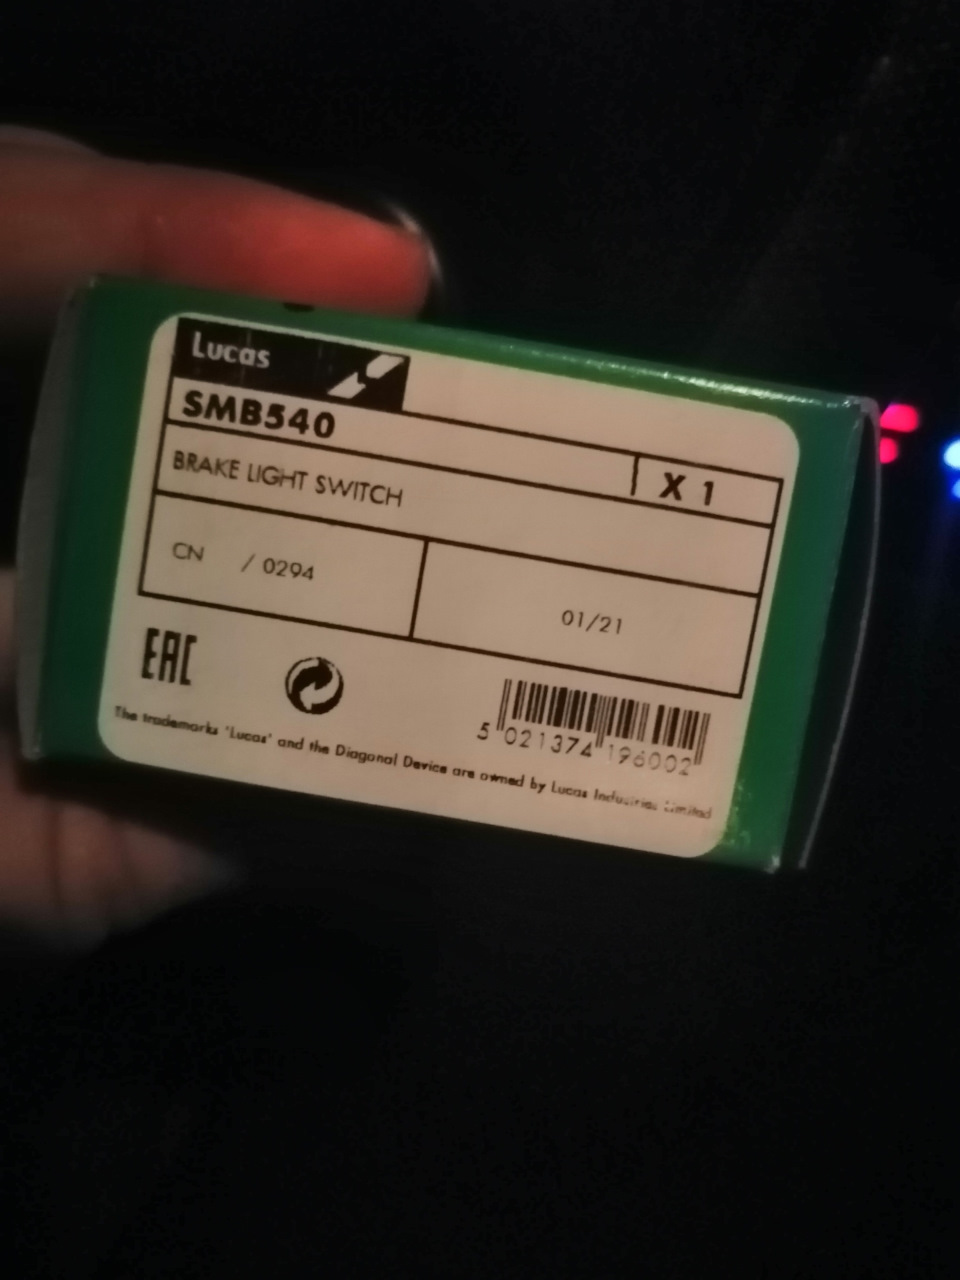 Lucas
SMB540
X 1
BRAKE LIGHT SWITCH
CN / 0294
01/21
EAC
5 021374 196002
The trademarks 'Lucas' and the Diagonal Device are owned by Lucas Industries Limited